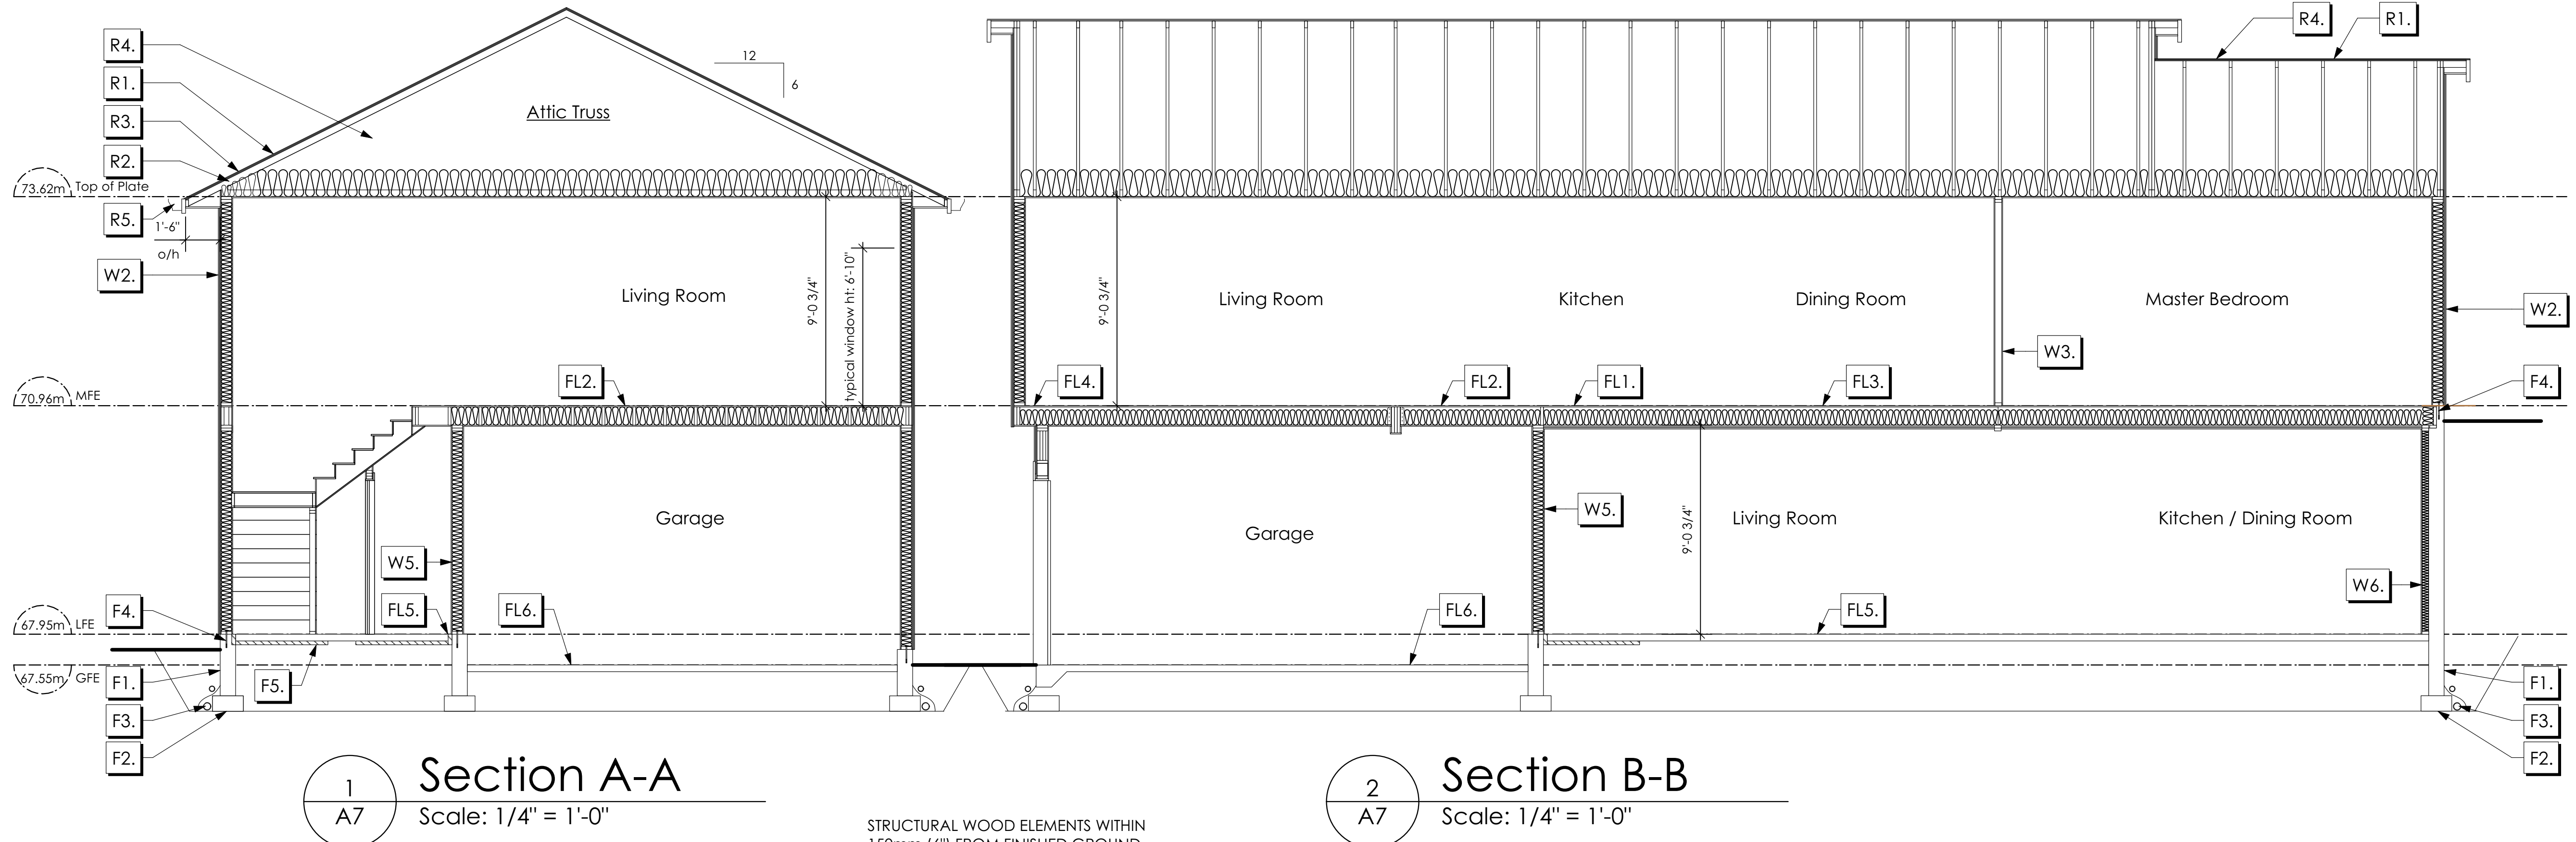 R4.
R1.
R3.
R2.
73.62m Top of Plate
R5.
1'-6"
o/h
W2.
12
6
Attic Truss
Living Room
9'-0 3/4"
typical window ht: 6'-10"
FL2.
70.96m MFE
Garage
W5.
FL5.
FL6.
F4.
67.95m LFE
67.55m GFE
F1.
F5.
F3.
F2.
1
A7
Section A-A
Scale: 1/4" = 1'-0"
R4.
R1.
9'-0 3/4"
Living Room
Kitchen
Dining Room
Master Bedroom
W2.
W3.
FL4.
FL2.
FL1.
FL3.
F4.
Garage
W5.
9'-0 3/4"
Living Room
Kitchen / Dining Room
W6.
FL6.
FL5.
F1.
F3.
F2.
2
A7
Section B-B
Scale: 1/4" = 1'-0"
STRUCTURAL WOOD ELEMENTS WITHIN
150mm (6") FROM FINISHED GROUND